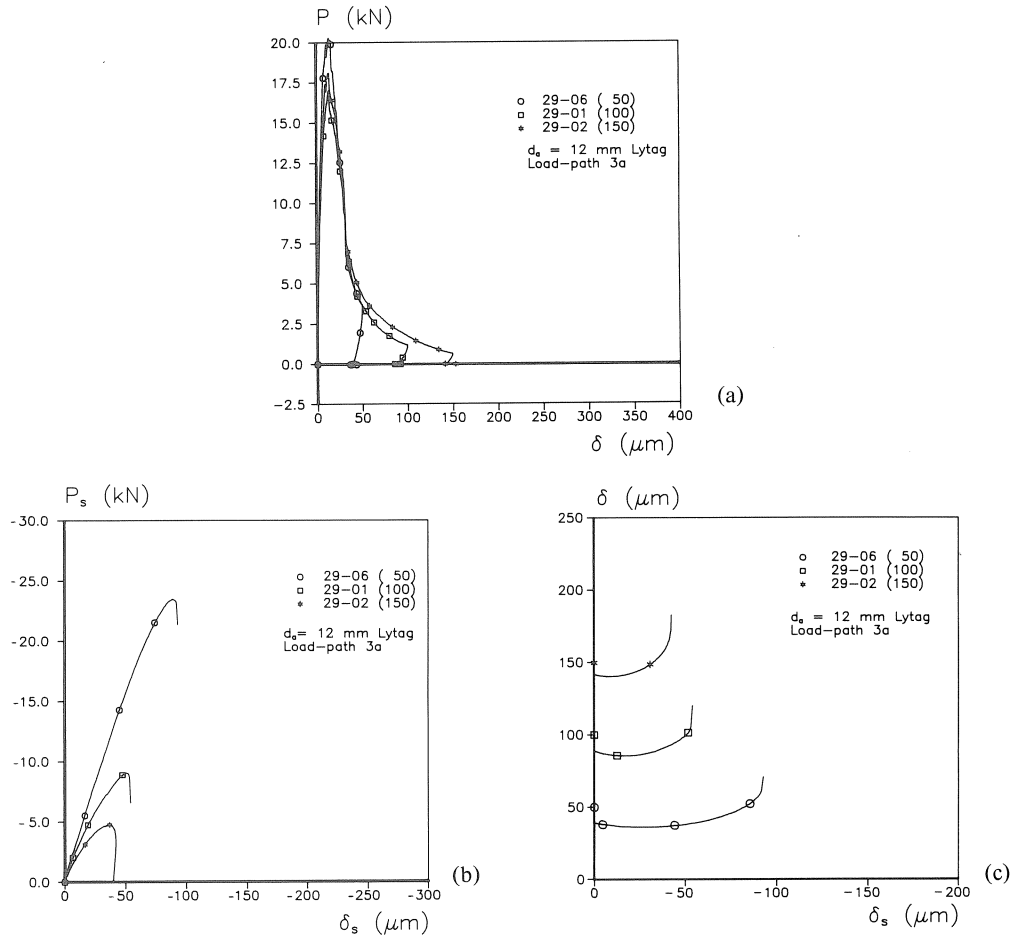 P (kN)
20.0
17.5
15.0
12.5
10.0
7.5
5.0
2.5
0.0
-2.5
29-06 ( 50)
29-01 (100)
29-02 (150)
dₐ = 12 mm Lytag
Load-path 3a
0 50 100 150 200 250 300 350 400
δ (μm)
(a)
Pₛ (kN)
-30.0
-25.0
-20.0
-15.0
-10.0
-5.0
0.0
29-06 ( 50)
29-01 (100)
29-02 (150)
dₐ= 12 mm Lytag
Load-path 3a
0 -50 -100 -150 -200 -250 -300
δₛ (μm)
(b)
δ (μm)
250
200
150
100
50
0
29-06 ( 50)
29-01 (100)
29-02 (150)
dₐ = 12 mm Lytag
Load-path 3a
0 -50 -100 -150 -200
δₛ (μm)
(c)